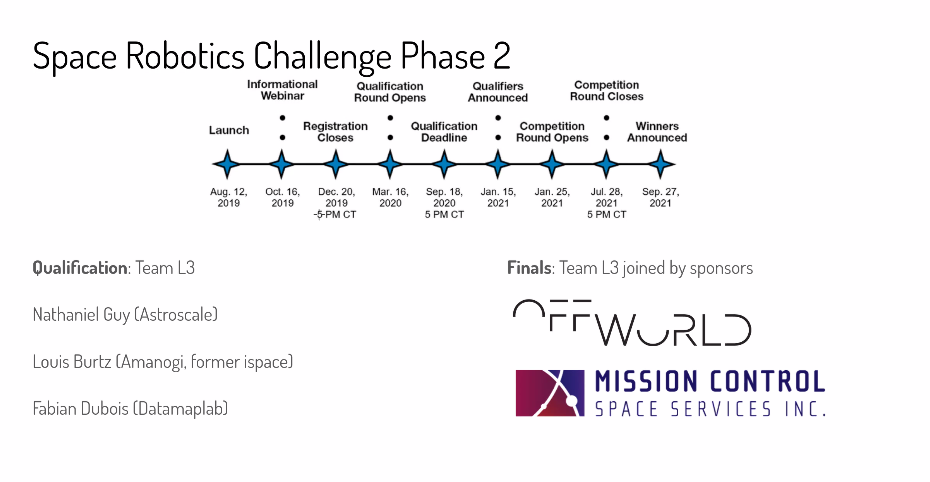 Space Robotics Challenge Phase 2
Informational
Webinar
Qualification
Round Opens
Qualifiers
Announced
Competition
Round Closes
Launch
Registration
Closes
Qualification
Deadline
Competition
Round Opens
Winners
Announced
Aug. 12,
2019
Oct. 16,
2019
Dec. 20,
2019
-5-PM CT
Mar. 16,
2020
Sep. 18,
2020
5 PM CT
Jan. 15,
2021
Jan. 25,
2021
Jul. 28,
2021
5 PM CT
Sep. 27,
2021
Qualification: Team L3
Nathaniel Guy (Astroscale)
Louis Burtz (Amanogi, former ispace)
Fabian Dubois (Datamaplab)
Finals: Team L3 joined by sponsors
OFFWORLD
MISSION CONTROL
SPACE SERVICES INC.